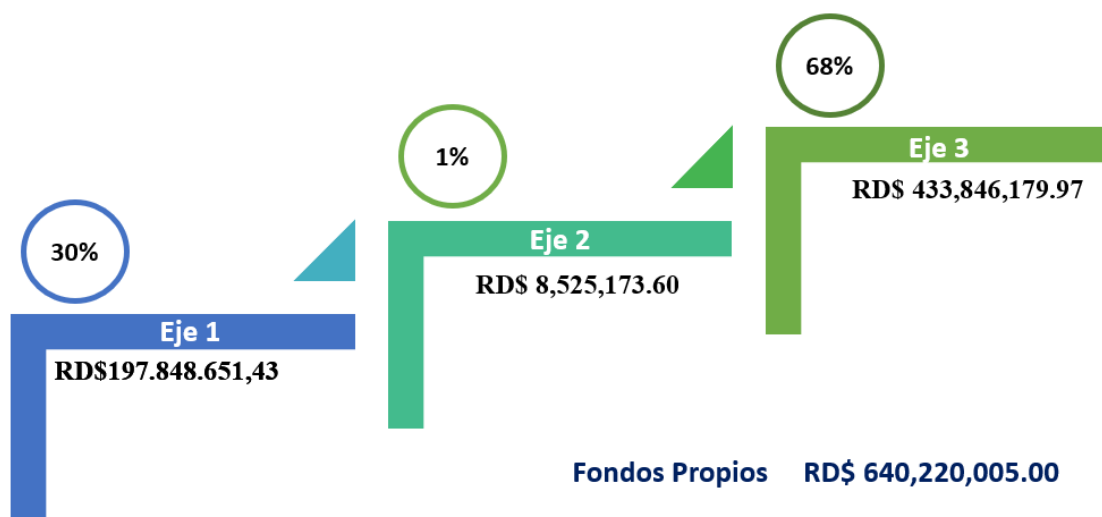 30%
Eje 1
RD$197.848.651,43
1%
Eje 2
RD$ 8,525,173.60
68%
Eje 3
RD$ 433,846,179.97
Fondos Propios RD$ 640,220,005.00